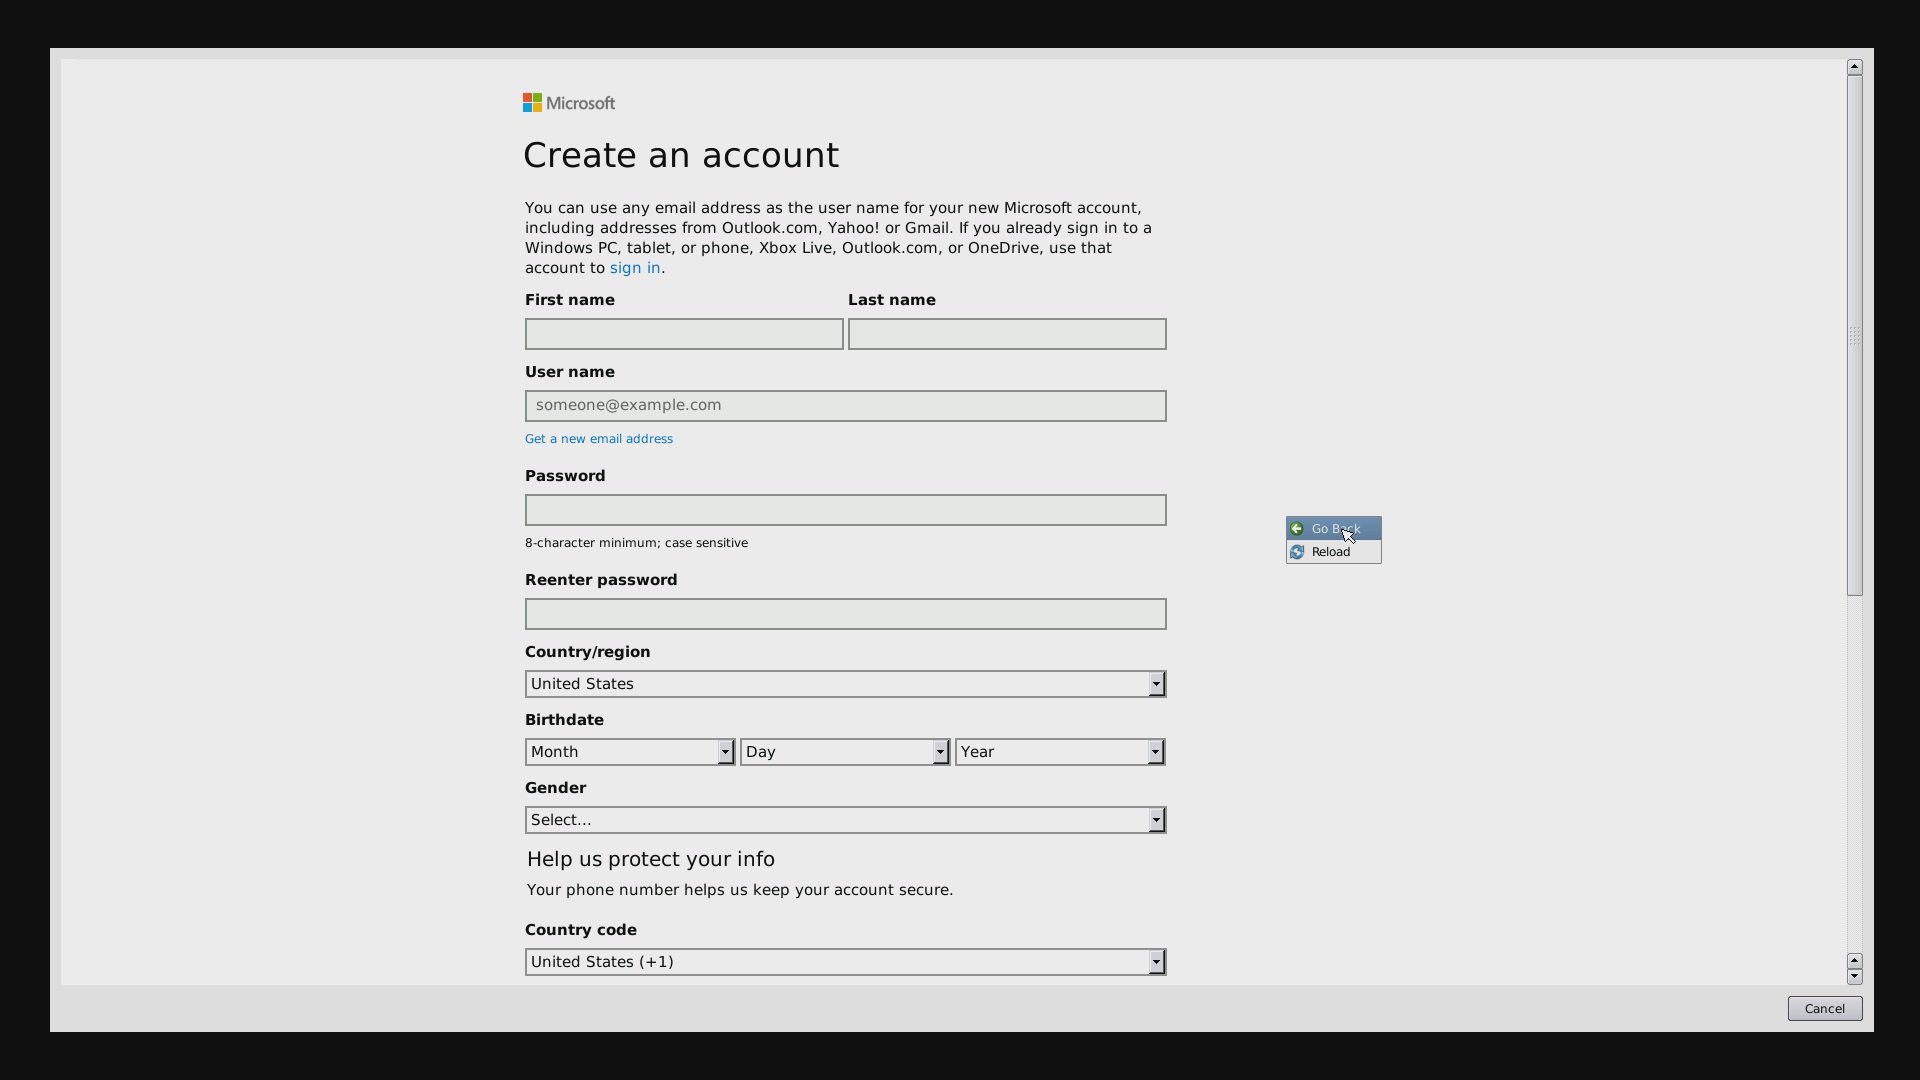 Microsoft
Create an account
You can use any email address as the user name for your new Microsoft account,
including addresses from Outlook.com, Yahoo! or Gmail. If you already sign in to a
Windows PC, tablet, or phone, Xbox Live, Outlook.com, or OneDrive, use that
account to sign in.
First name Last name
User name
someone@example.com
Get a new email address
Password
Go Back
8-character minimum; case sensitive
Reload
Reenter password
Country/region
United States
Birthdate
Month Day Year
Gender
Select...
Help us protect your info
Your phone number helps us keep your account secure.
Country code
United States (+1)
Cancel